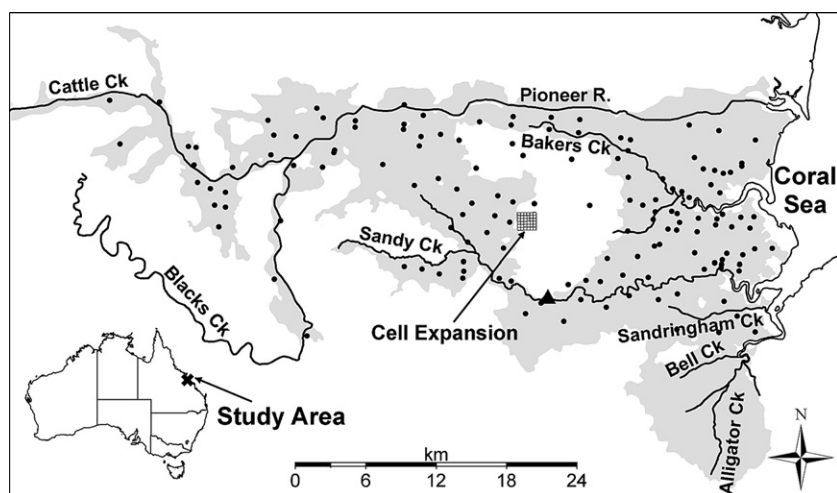 Cattle Ck
Pioneer R.
Bakers Ck
Coral
Sea
Sandy Ck
Blacks Ck
Cell Expansion
Sandringham Ck
Bell Ck
Alligator Ck
Study Area
N
km
0 6 12 18 24